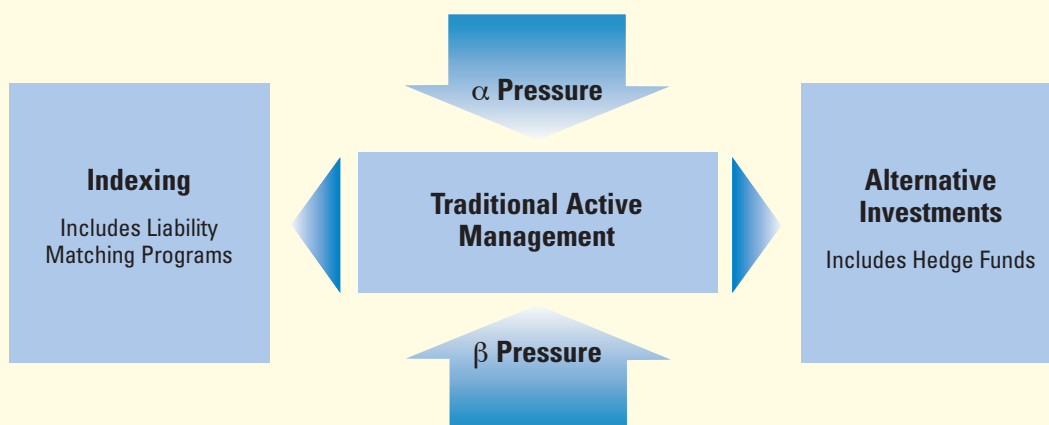 α Pressure
Indexing
Includes Liability
Matching Programs
Traditional Active
Management
Alternative
Investments
Includes Hedge Funds
β Pressure